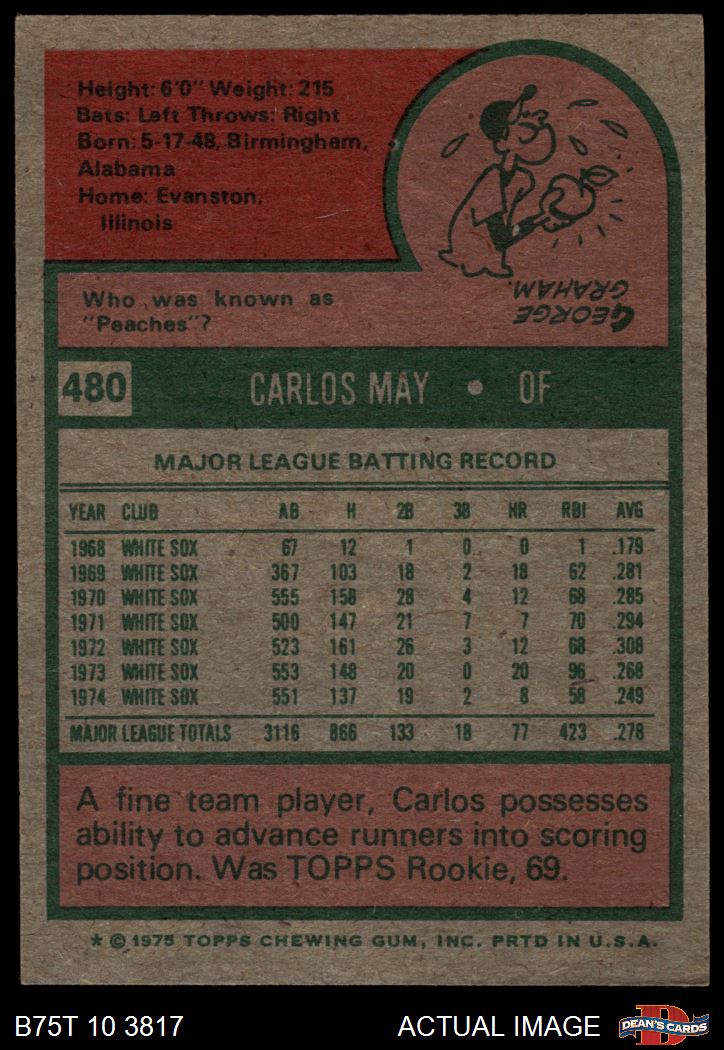 Height: 6'0" Weight: 215
Bats: Left Throws: Right
Born: 5-17-48, Birmingham,
Alabama
Home: Evanston,
Illinois
Who was known as
"Peaches"?
GEORGE
GRAHAM.
480 CARLOS MAY • OF
MAJOR LEAGUE BATTING RECORD
YEAR CLUB AB H 2B 3B HR RBI AVG
1968 WHITE SOX 67 12 1 0 0 1 .179
1969 WHITE SOX 367 103 18 2 18 62 .281
1970 WHITE SOX 555 158 28 4 12 68 .285
1971 WHITE SOX 500 147 21 7 7 70 .294
1972 WHITE SOX 523 161 26 3 12 68 .308
1973 WHITE SOX 553 148 20 0 20 96 .268
1974 WHITE SOX 551 137 19 2 8 58 .249
MAJOR LEAGUE TOTALS 3116 866 133 18 77 423 .278
A fine team player, Carlos possesses
ability to advance runners into scoring
position. Was TOPPS Rookie, 69.
* © 1975 TOPPS CHEWING GUM, INC. PRTD IN U.S.A.
B75T 10 3817 ACTUAL IMAGE D DEAN'S CARDS